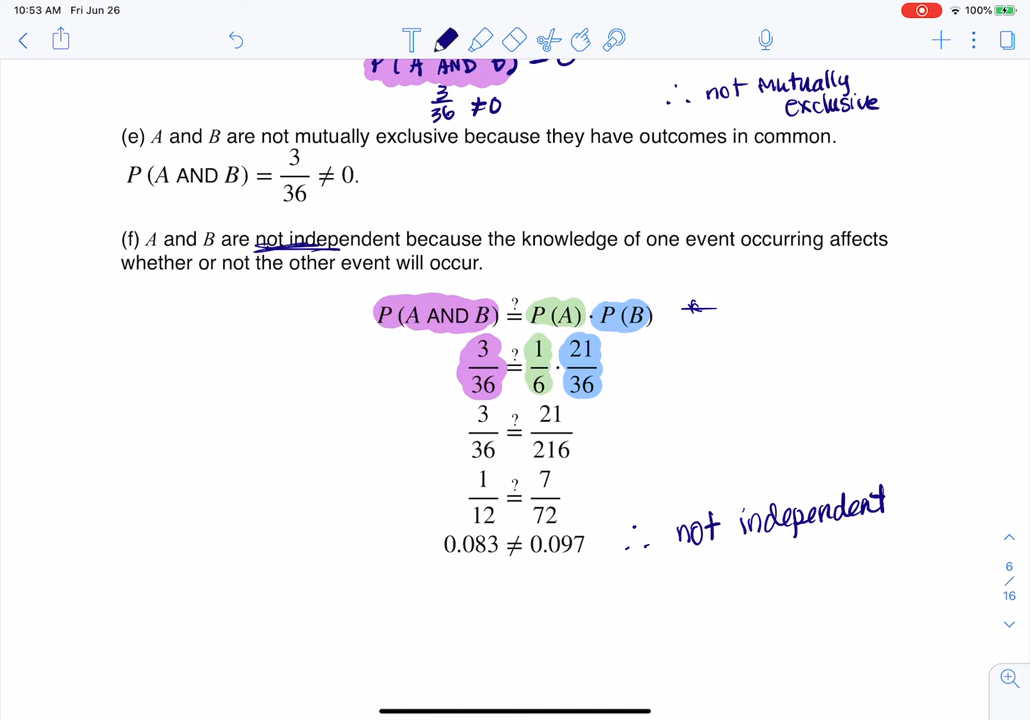 10:53 AM Fri Jun 26
100%
T
P (A AND B) = 0
3/36 ≠ 0
∴ not Mutually
exclusive
(e) A and B are not mutually exclusive because they have outcomes in common.
P (A AND B) = 3/36 ≠ 0.
(f) A and B are not independent because the knowledge of one event occurring affects
whether or not the other event will occur.
P (A AND B) ≟ P (A) · P (B)
3/36 ≟ 1/6 · 21/36
3/36 ≟ 21/216
1/12 ≟ 7/72
0.083 ≠ 0.097
∴ not independent
6
/
16